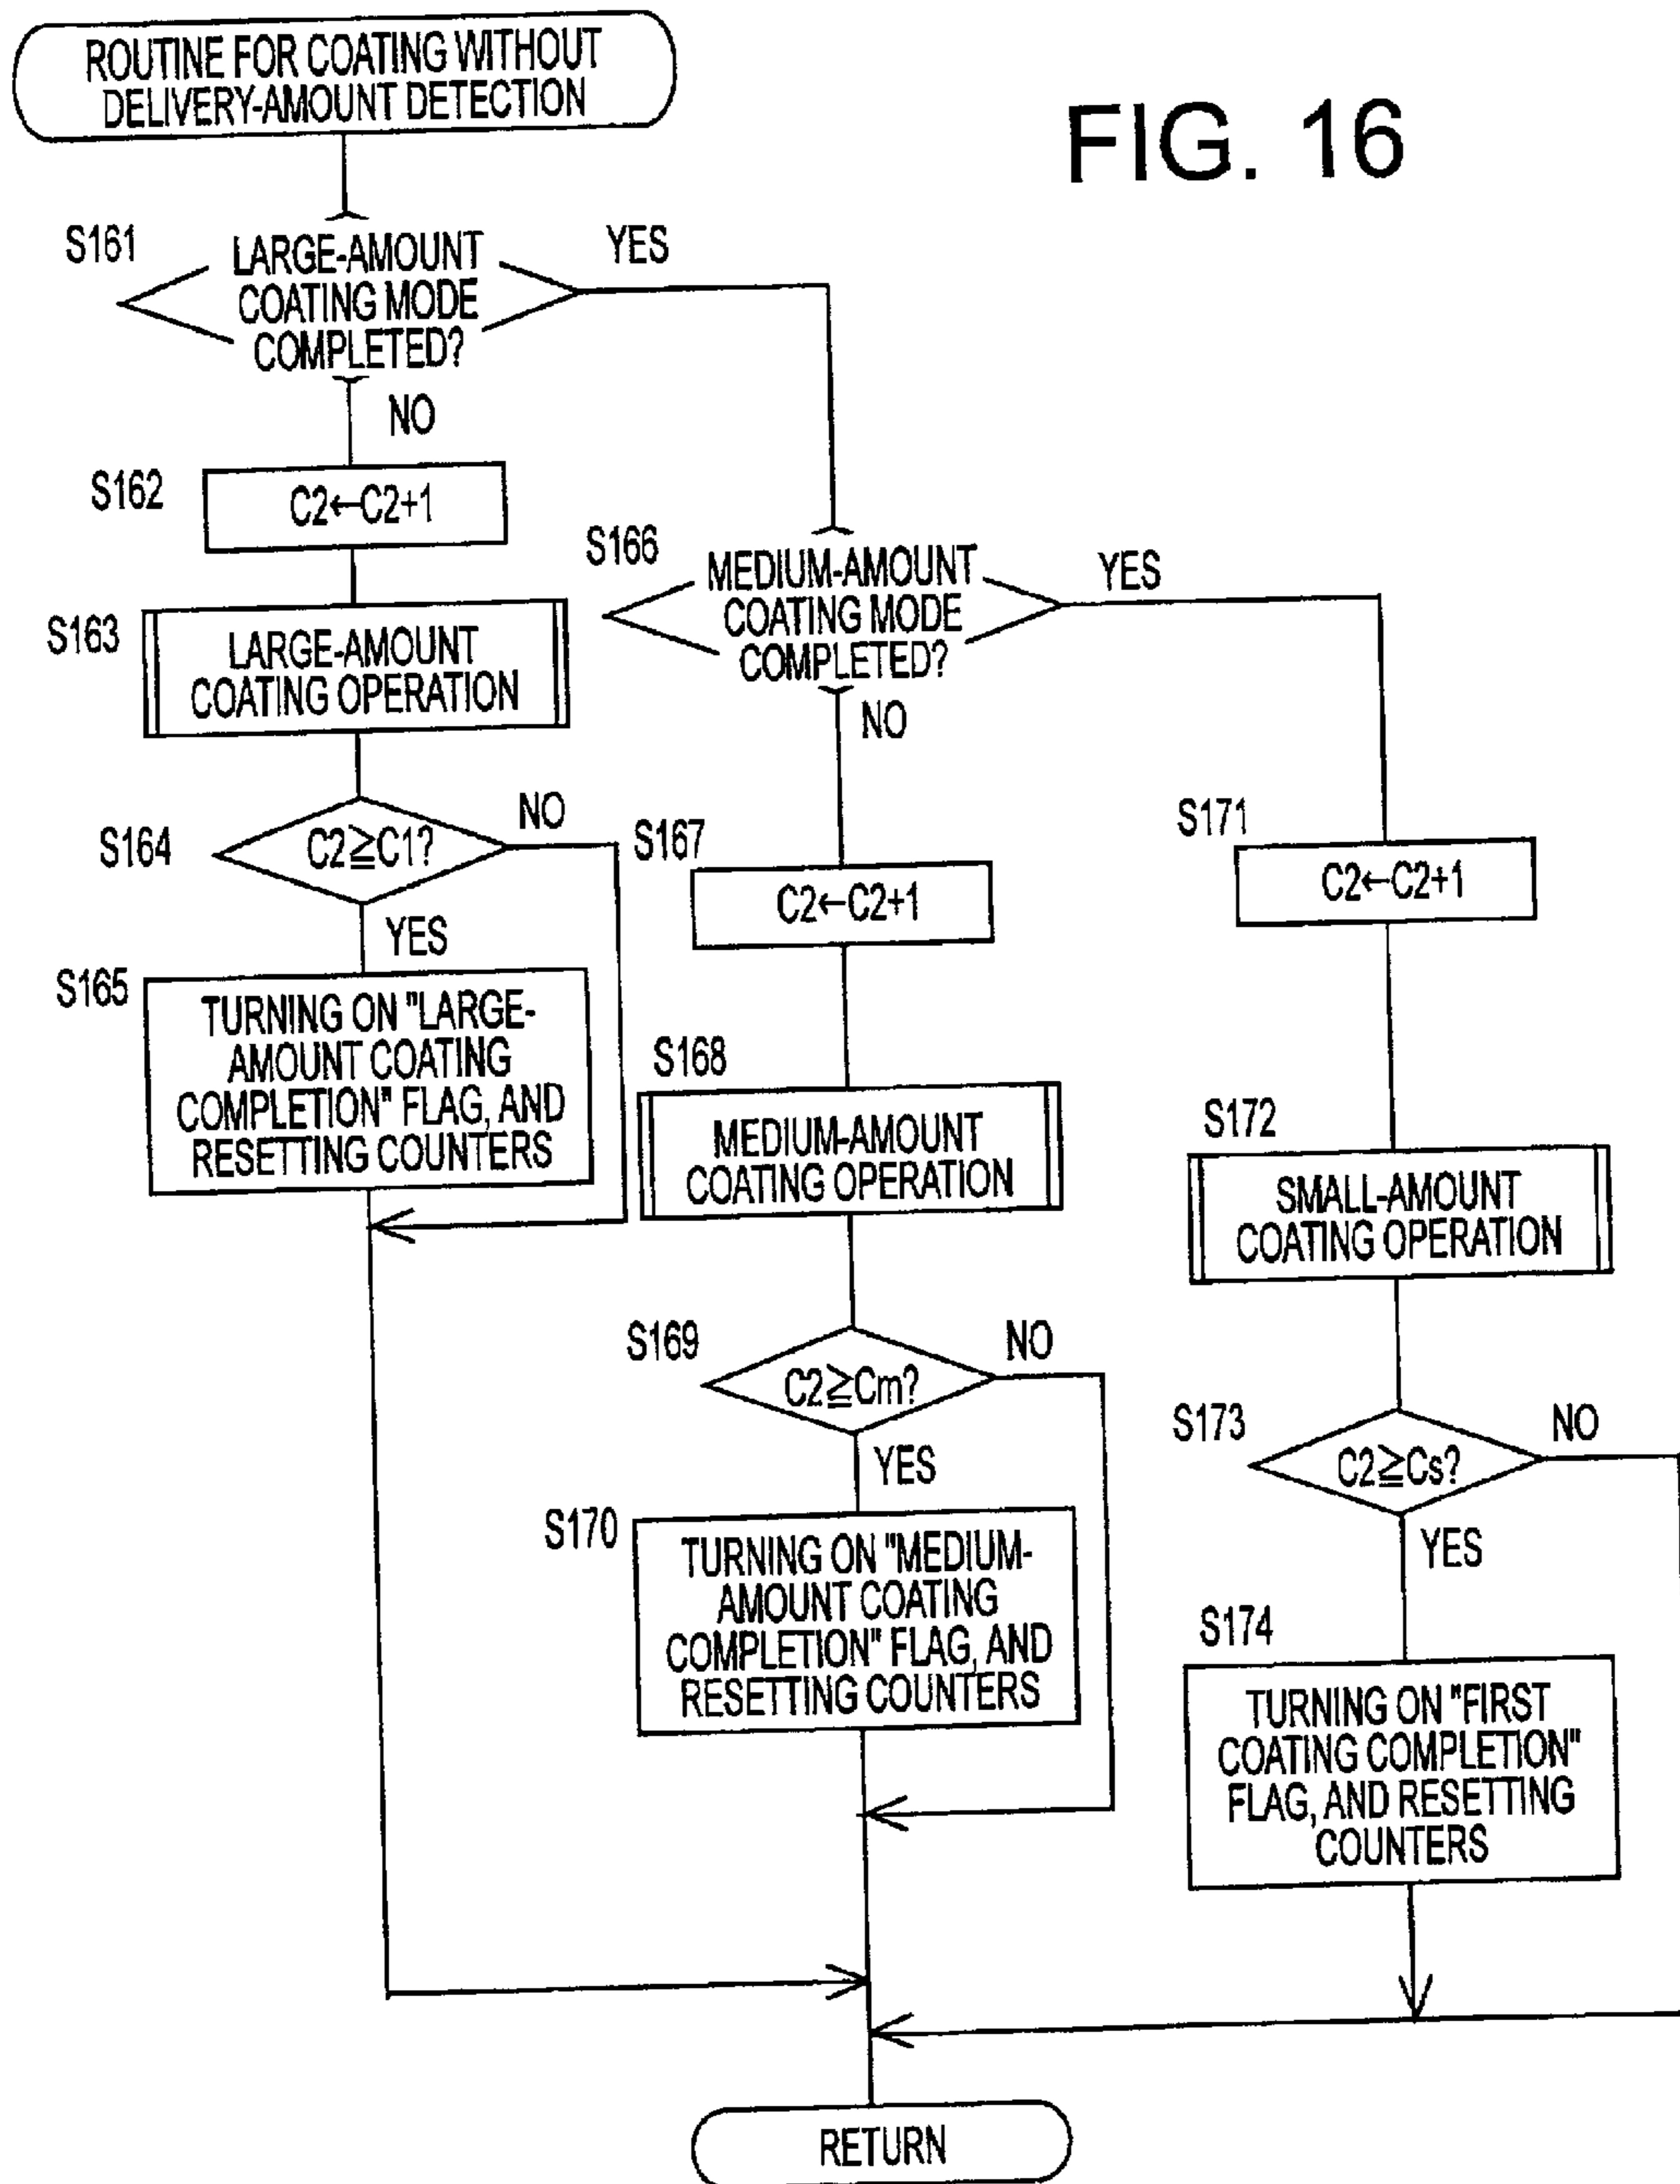 ROUTINE FOR COATING WITHOUT
DELIVERY-AMOUNT DETECTION
FIG. 16
S161
LARGE-AMOUNT
COATING MODE
COMPLETED?
YES
NO
S162
C2←C2+1
S163
LARGE-AMOUNT
COATING OPERATION
S164
C2≧C1?
NO
YES
S165
TURNING ON "LARGE-
AMOUNT COATING
COMPLETION" FLAG, AND
RESETTING COUNTERS
S166
MEDIUM-AMOUNT
COATING MODE
COMPLETED?
YES
NO
S167
C2←C2+1
S168
MEDIUM-AMOUNT
COATING OPERATION
S169
C2≧Cm?
NO
YES
S170
TURNING ON "MEDIUM-
AMOUNT COATING
COMPLETION" FLAG, AND
RESETTING COUNTERS
S171
C2←C2+1
S172
SMALL-AMOUNT
COATING OPERATION
S173
C2≧Cs?
NO
YES
S174
TURNING ON "FIRST
COATING COMPLETION"
FLAG, AND RESETTING
COUNTERS
RETURN